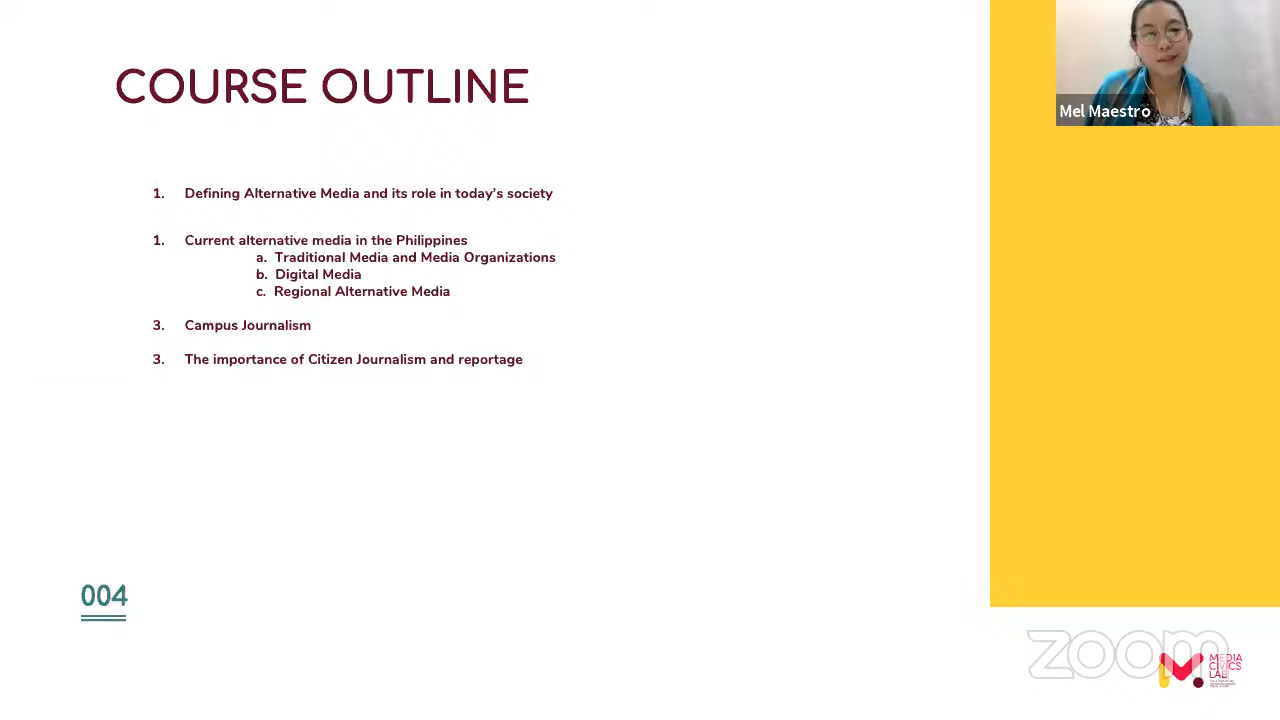 COURSE OUTLINE
Mel Maestro
1. Defining Alternative Media and its role in today's society
1. Current alternative media in the Philippines
a. Traditional Media and Media Organizations
b. Digital Media
c. Regional Alternative Media
3. Campus Journalism
3. The importance of Citizen Journalism and reportage
004
zoom
MEDIA
CIVICS
LAB